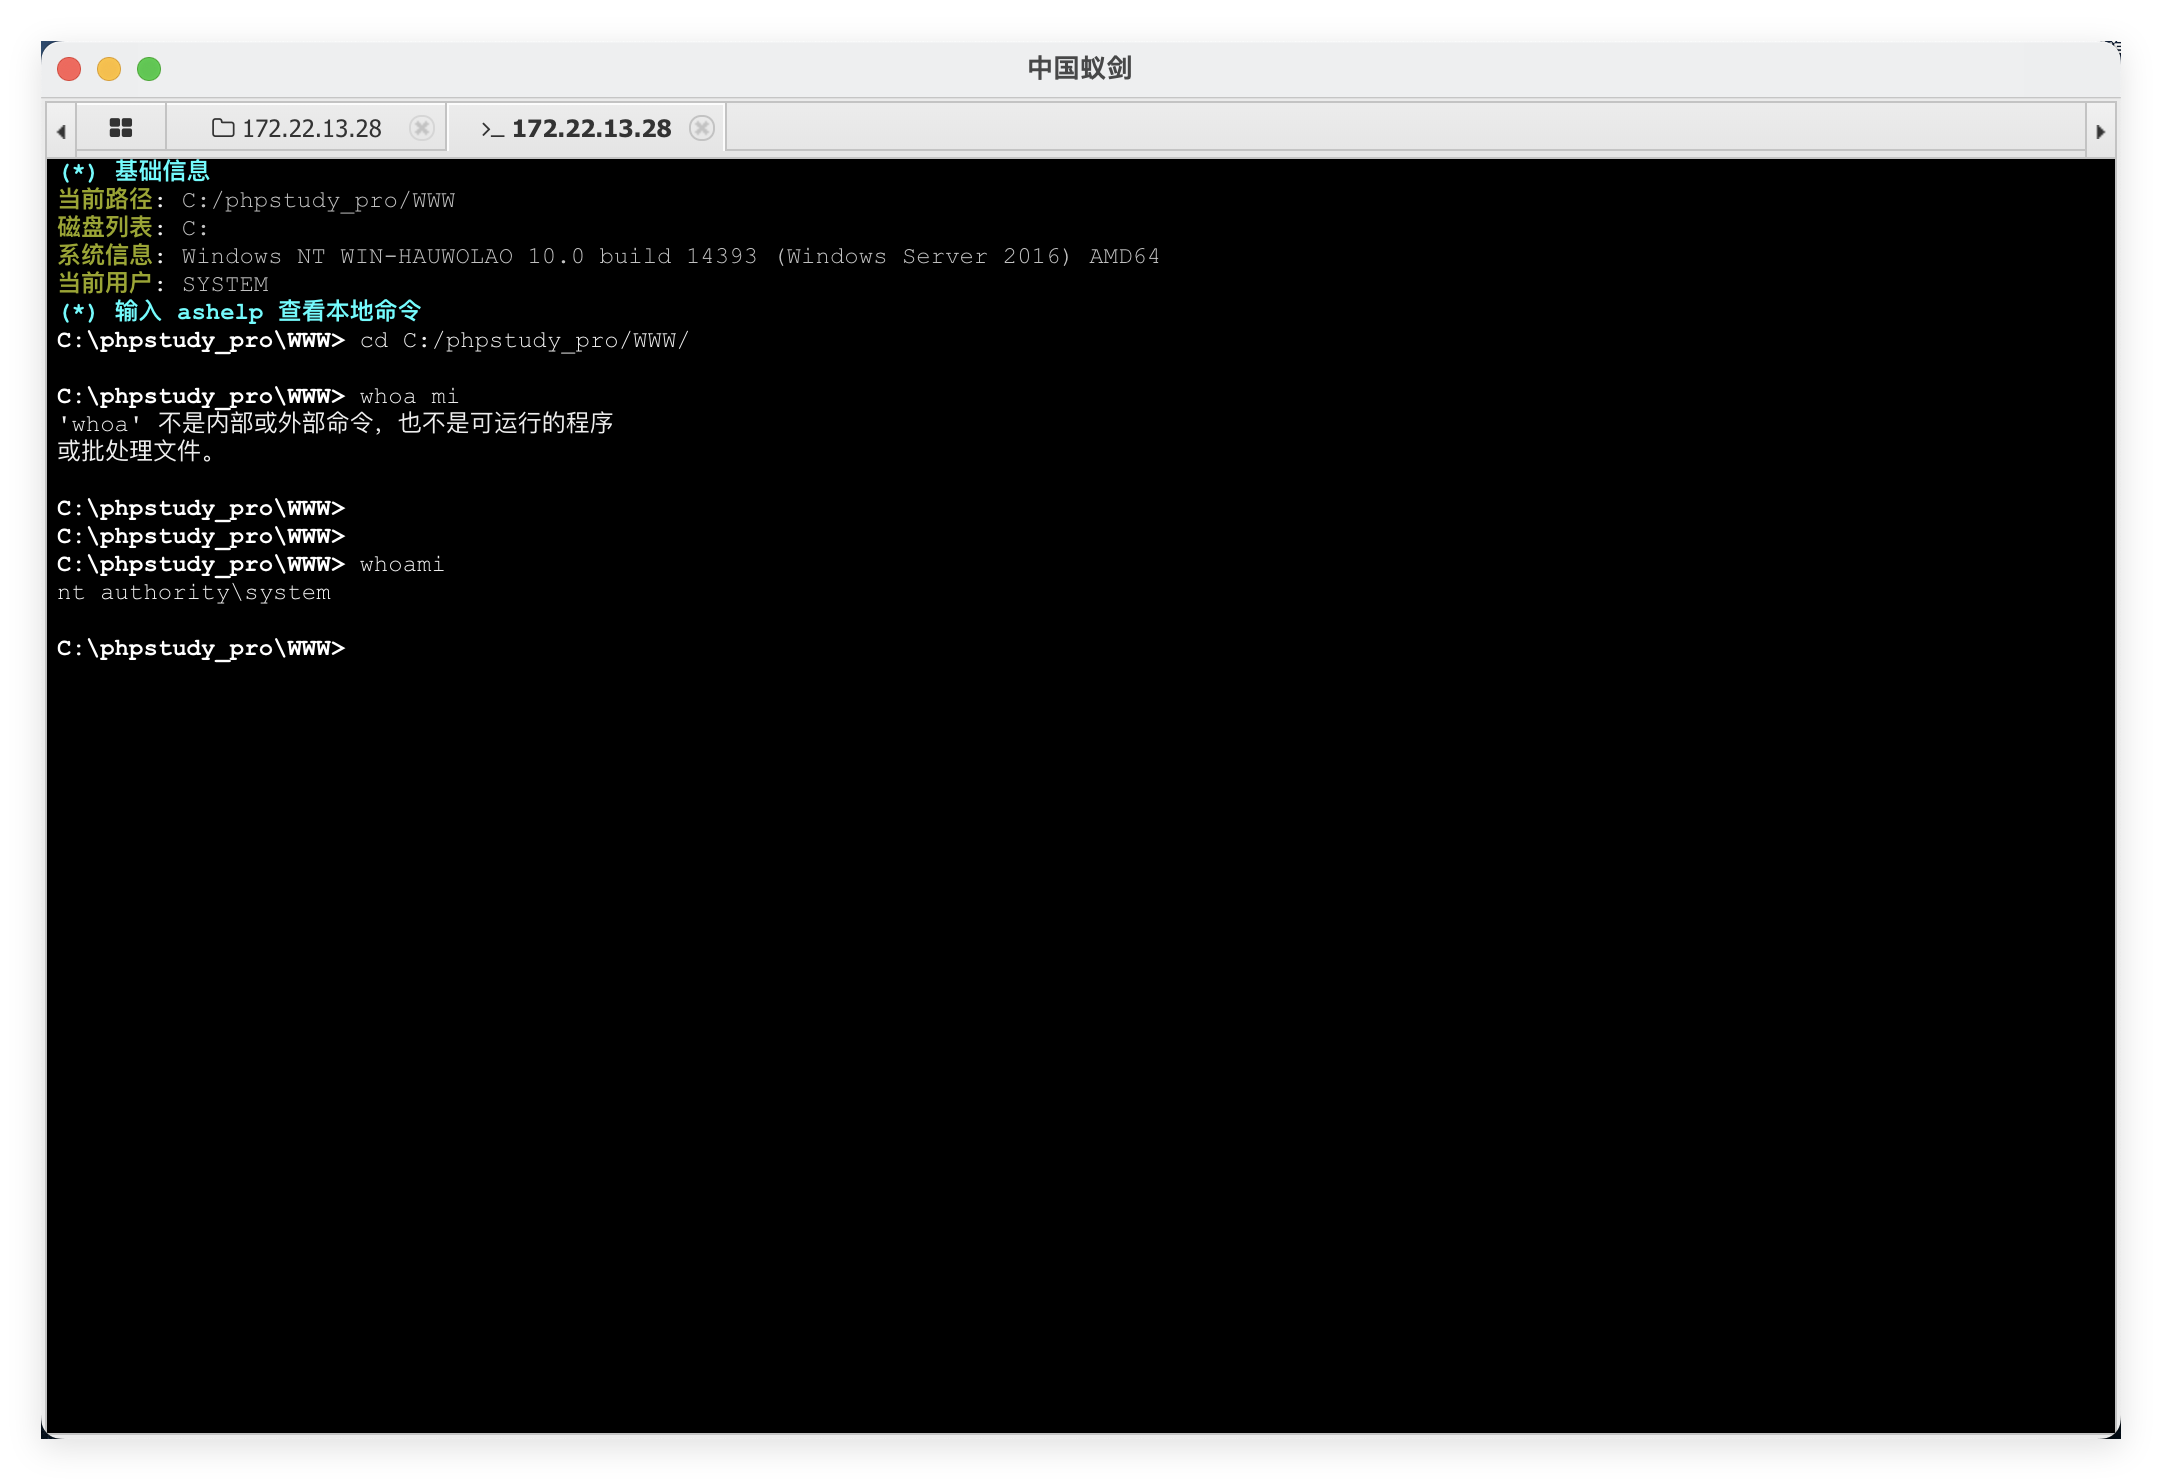 中国蚁剑
172.22.13.28
>_ 172.22.13.28
(*) 基础信息
当前路径: C:/phpstudy_pro/WWW
磁盘列表: C:
系统信息: Windows NT WIN-HAUWOLAO 10.0 build 14393 (Windows Server 2016) AMD64
当前用户: SYSTEM
(*) 输入 ashelp 查看本地命令
C:\phpstudy_pro\WWW> cd C:/phpstudy_pro/WWW/
C:\phpstudy_pro\WWW> whoa mi
'whoa' 不是内部或外部命令，也不是可运行的程序
或批处理文件。
C:\phpstudy_pro\WWW>
C:\phpstudy_pro\WWW>
C:\phpstudy_pro\WWW> whoami
nt authority\system
C:\phpstudy_pro\WWW>